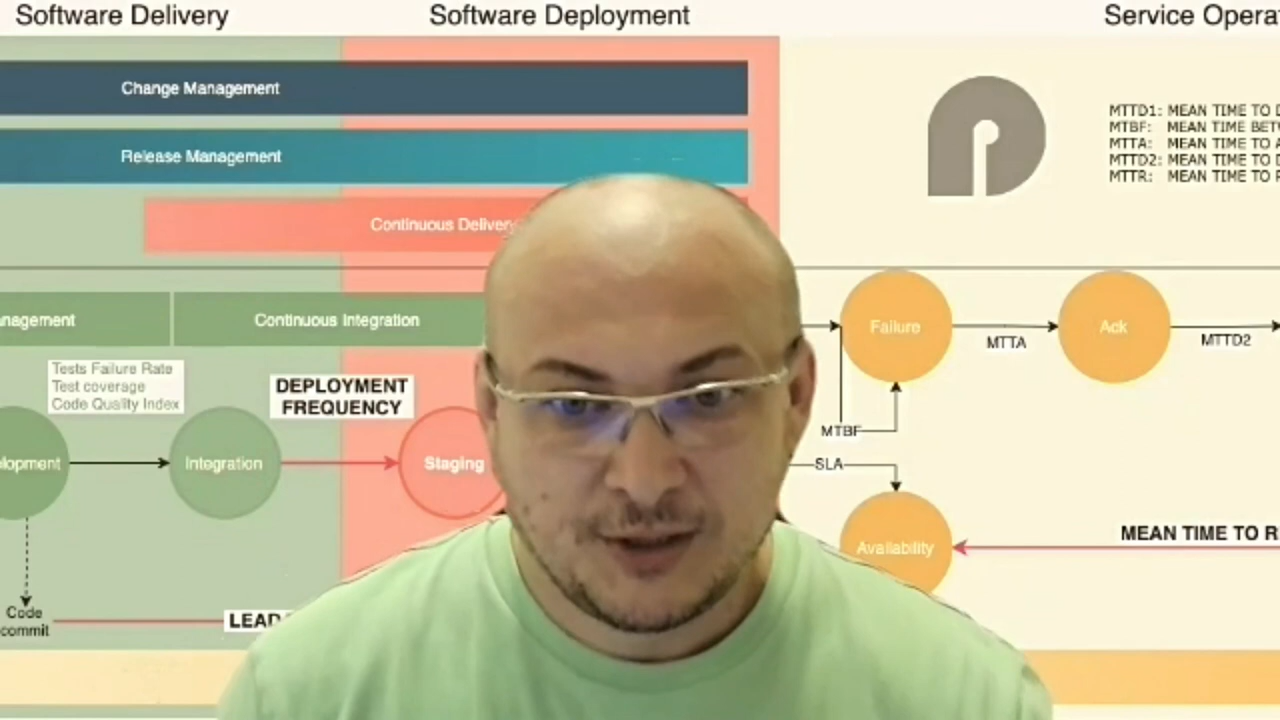 Software Delivery
Software Deployment
Service Opera
Change Management
Release Management
Continuous Delivery
MTTD1: MEAN TIME TO D
MTBF: MEAN TIME BETW
MTTA: MEAN TIME TO A
MTTD2: MEAN TIME TO D
MTTR: MEAN TIME TO R
nagement
Continuous Integration
Failure
MTTA
Ack
MTTD2
Tests Failure Rate
Test coverage
Code Quality Index
DEPLOYMENT
FREQUENCY
MTBF
lopment
Integration
Staging
SLA
MEAN TIME TO R
Availability
Code
commit
LEAD